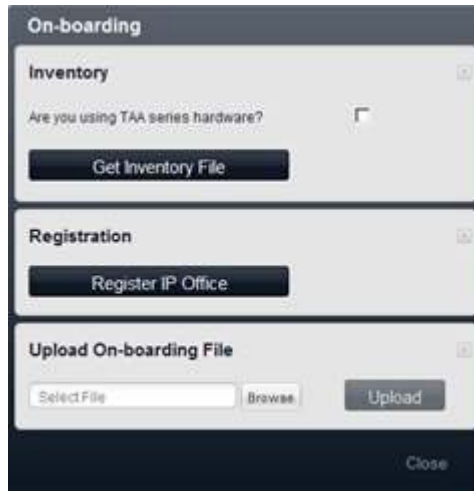 On-boarding
Inventory
Are you using TAA series hardware?
Get Inventory File
Registration
Register IP Office
Upload On-boarding File
Select File Browse Upload
Close